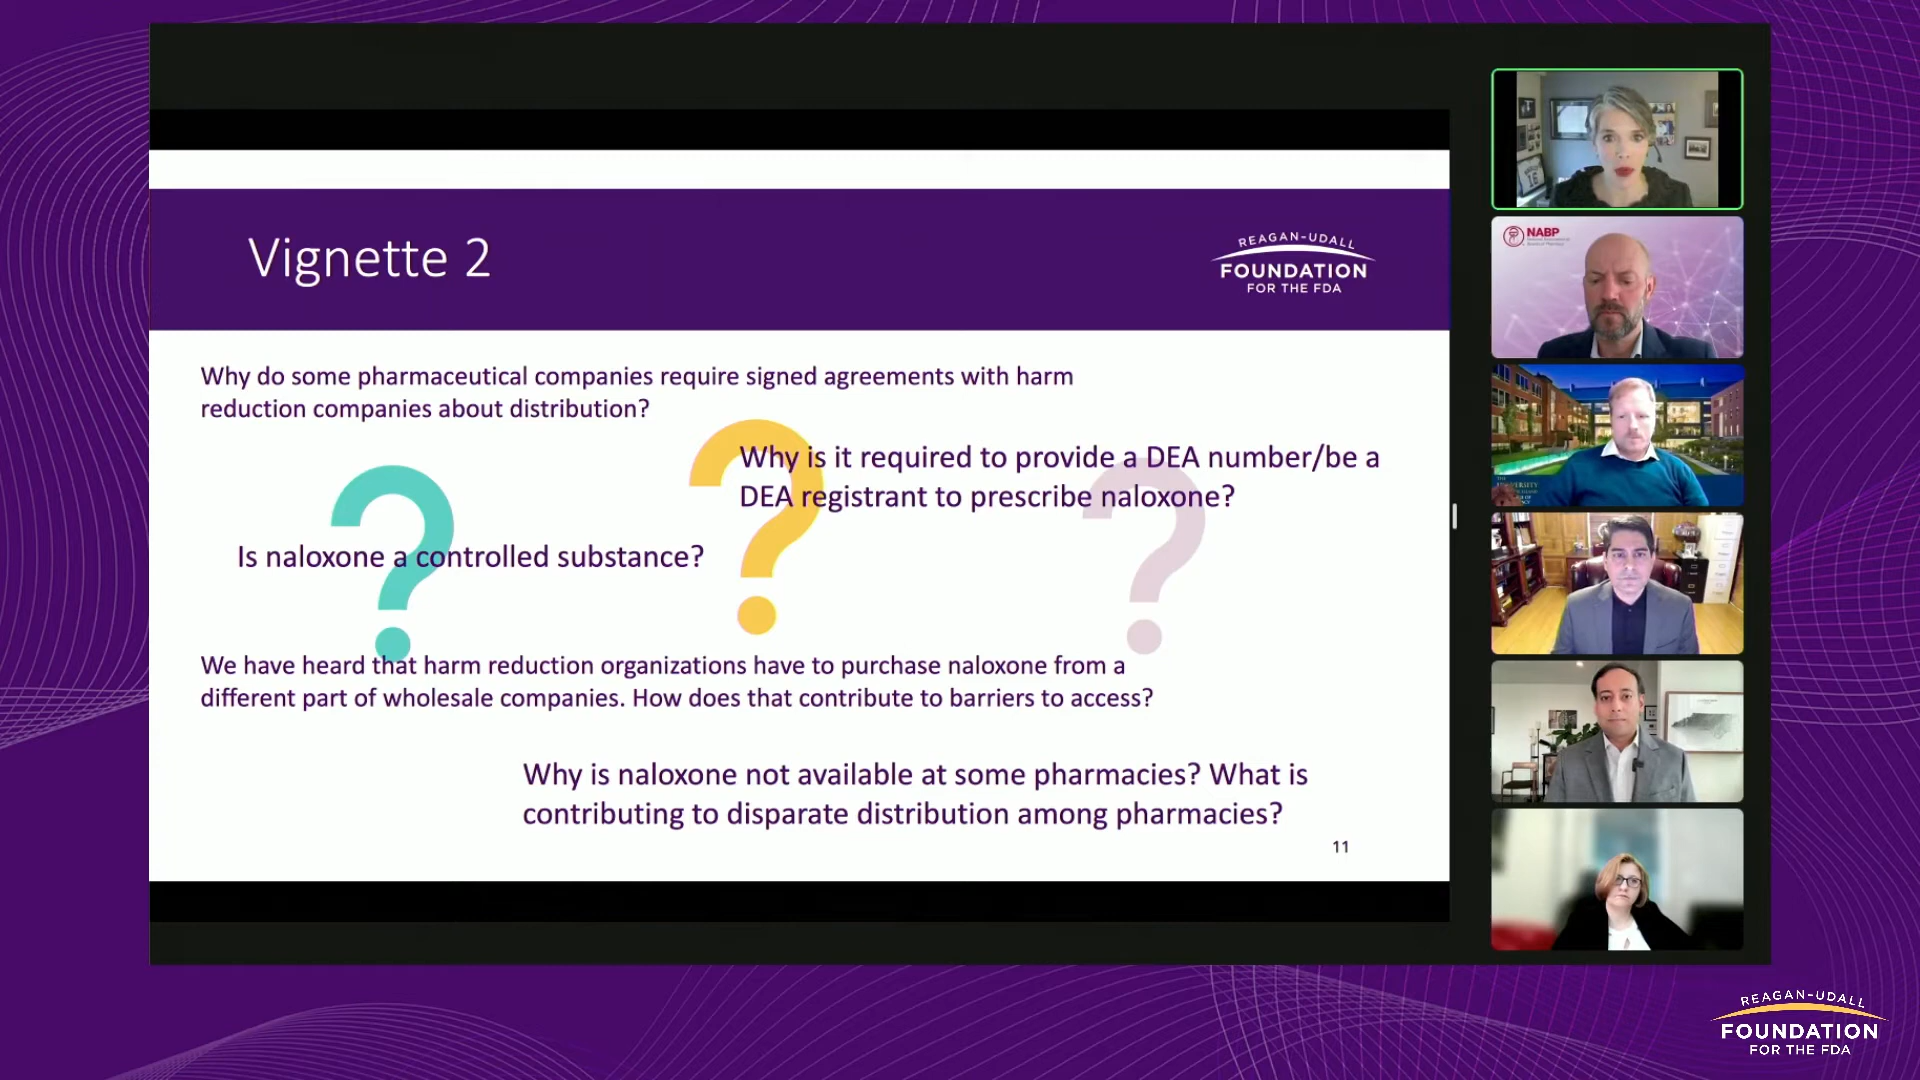 Vignette 2
REAGAN-UDALL
FOUNDATION
FOR THE FDA
Why do some pharmaceutical companies require signed agreements with harm
reduction companies about distribution?
Why is it required to provide a DEA number/be a
DEA registrant to prescribe naloxone?
Is naloxone a controlled substance?
We have heard that harm reduction organizations have to purchase naloxone from a
different part of wholesale companies. How does that contribute to barriers to access?
Why is naloxone not available at some pharmacies? What is
contributing to disparate distribution among pharmacies?
11
NABP
REAGAN-UDALL
FOUNDATION
FOR THE FDA